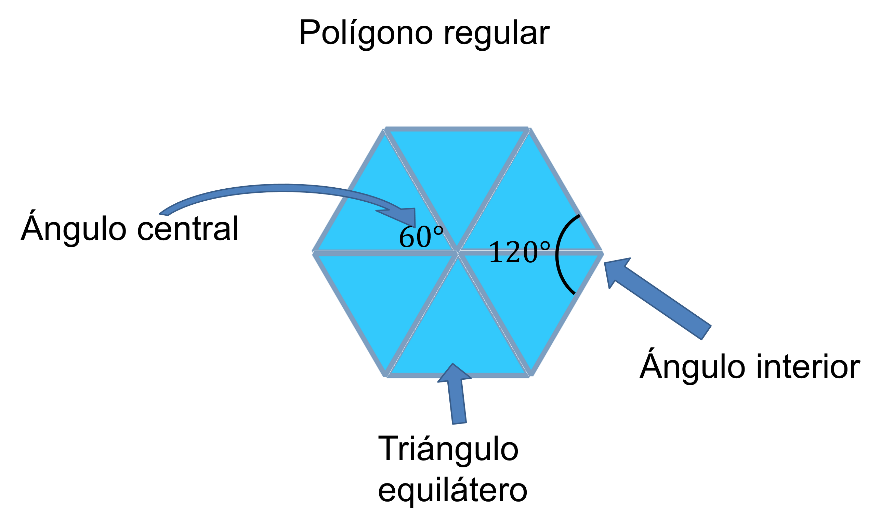 Polígono regular
Ángulo central
60°
120°
Ángulo interior
Triángulo
equilátero